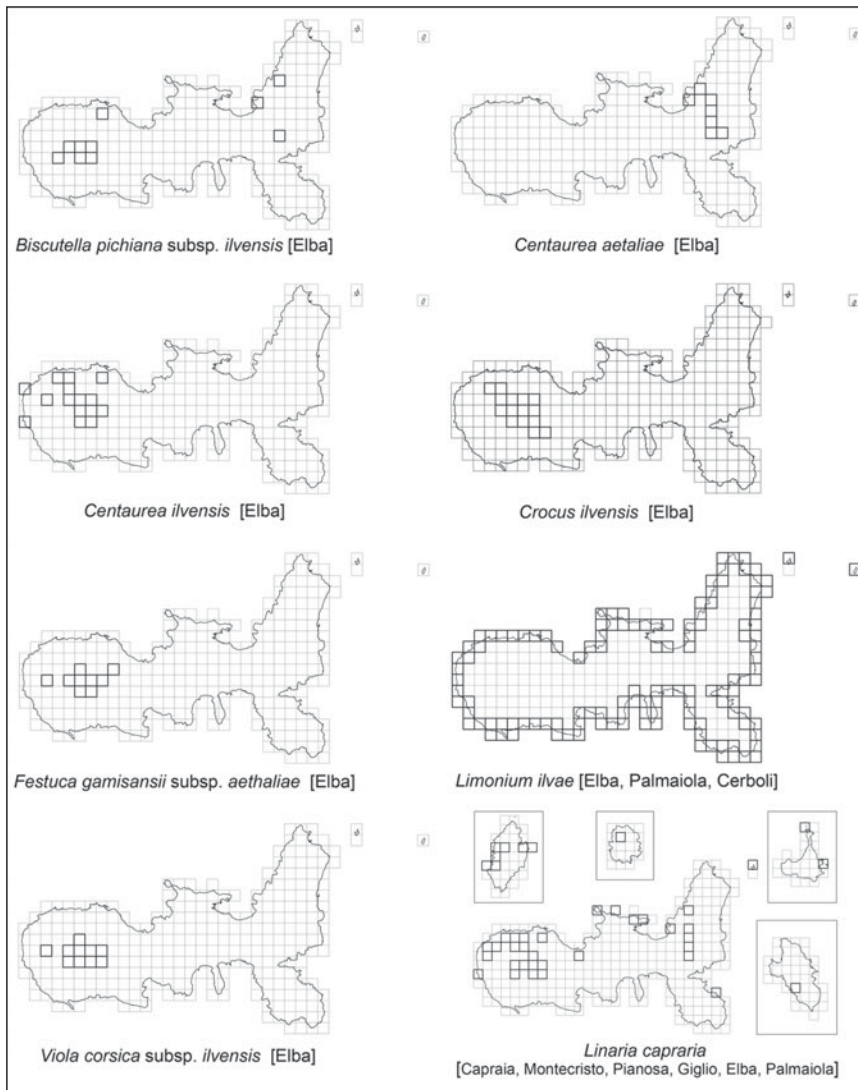 Biscutella pichiana subsp. ilvensis [Elba]
Centaurea aetaliae [Elba]
Centaurea ilvensis [Elba]
Crocus ilvensis [Elba]
Festuca gamisansii subsp. aethaliae [Elba]
Limonium ilvae [Elba, Palmaiola, Cerboli]
Viola corsica subsp. ilvensis [Elba]
Linaria capraria
[Capraia, Montecristo, Pianosa, Giglio, Elba, Palmaiola]